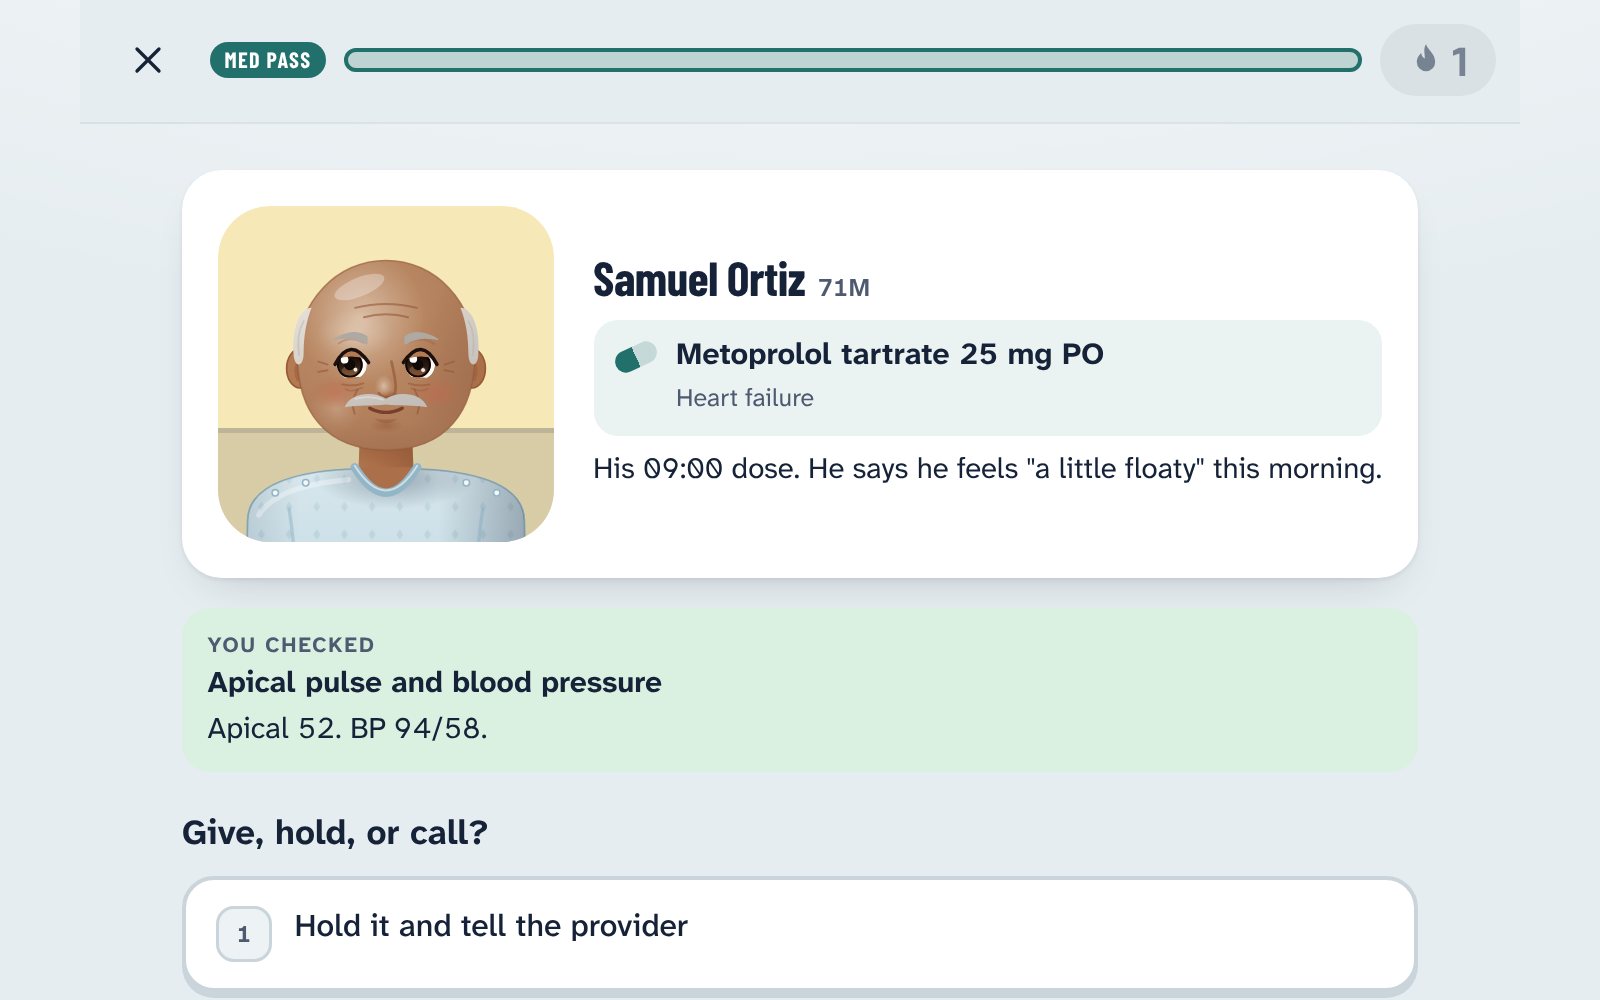 MED PASS
1
Samuel Ortiz 71M
Metoprolol tartrate 25 mg PO
Heart failure
His 09:00 dose. He says he feels "a little floaty" this morning.
YOU CHECKED
Apical pulse and blood pressure
Apical 52. BP 94/58.
Give, hold, or call?
1 Hold it and tell the provider